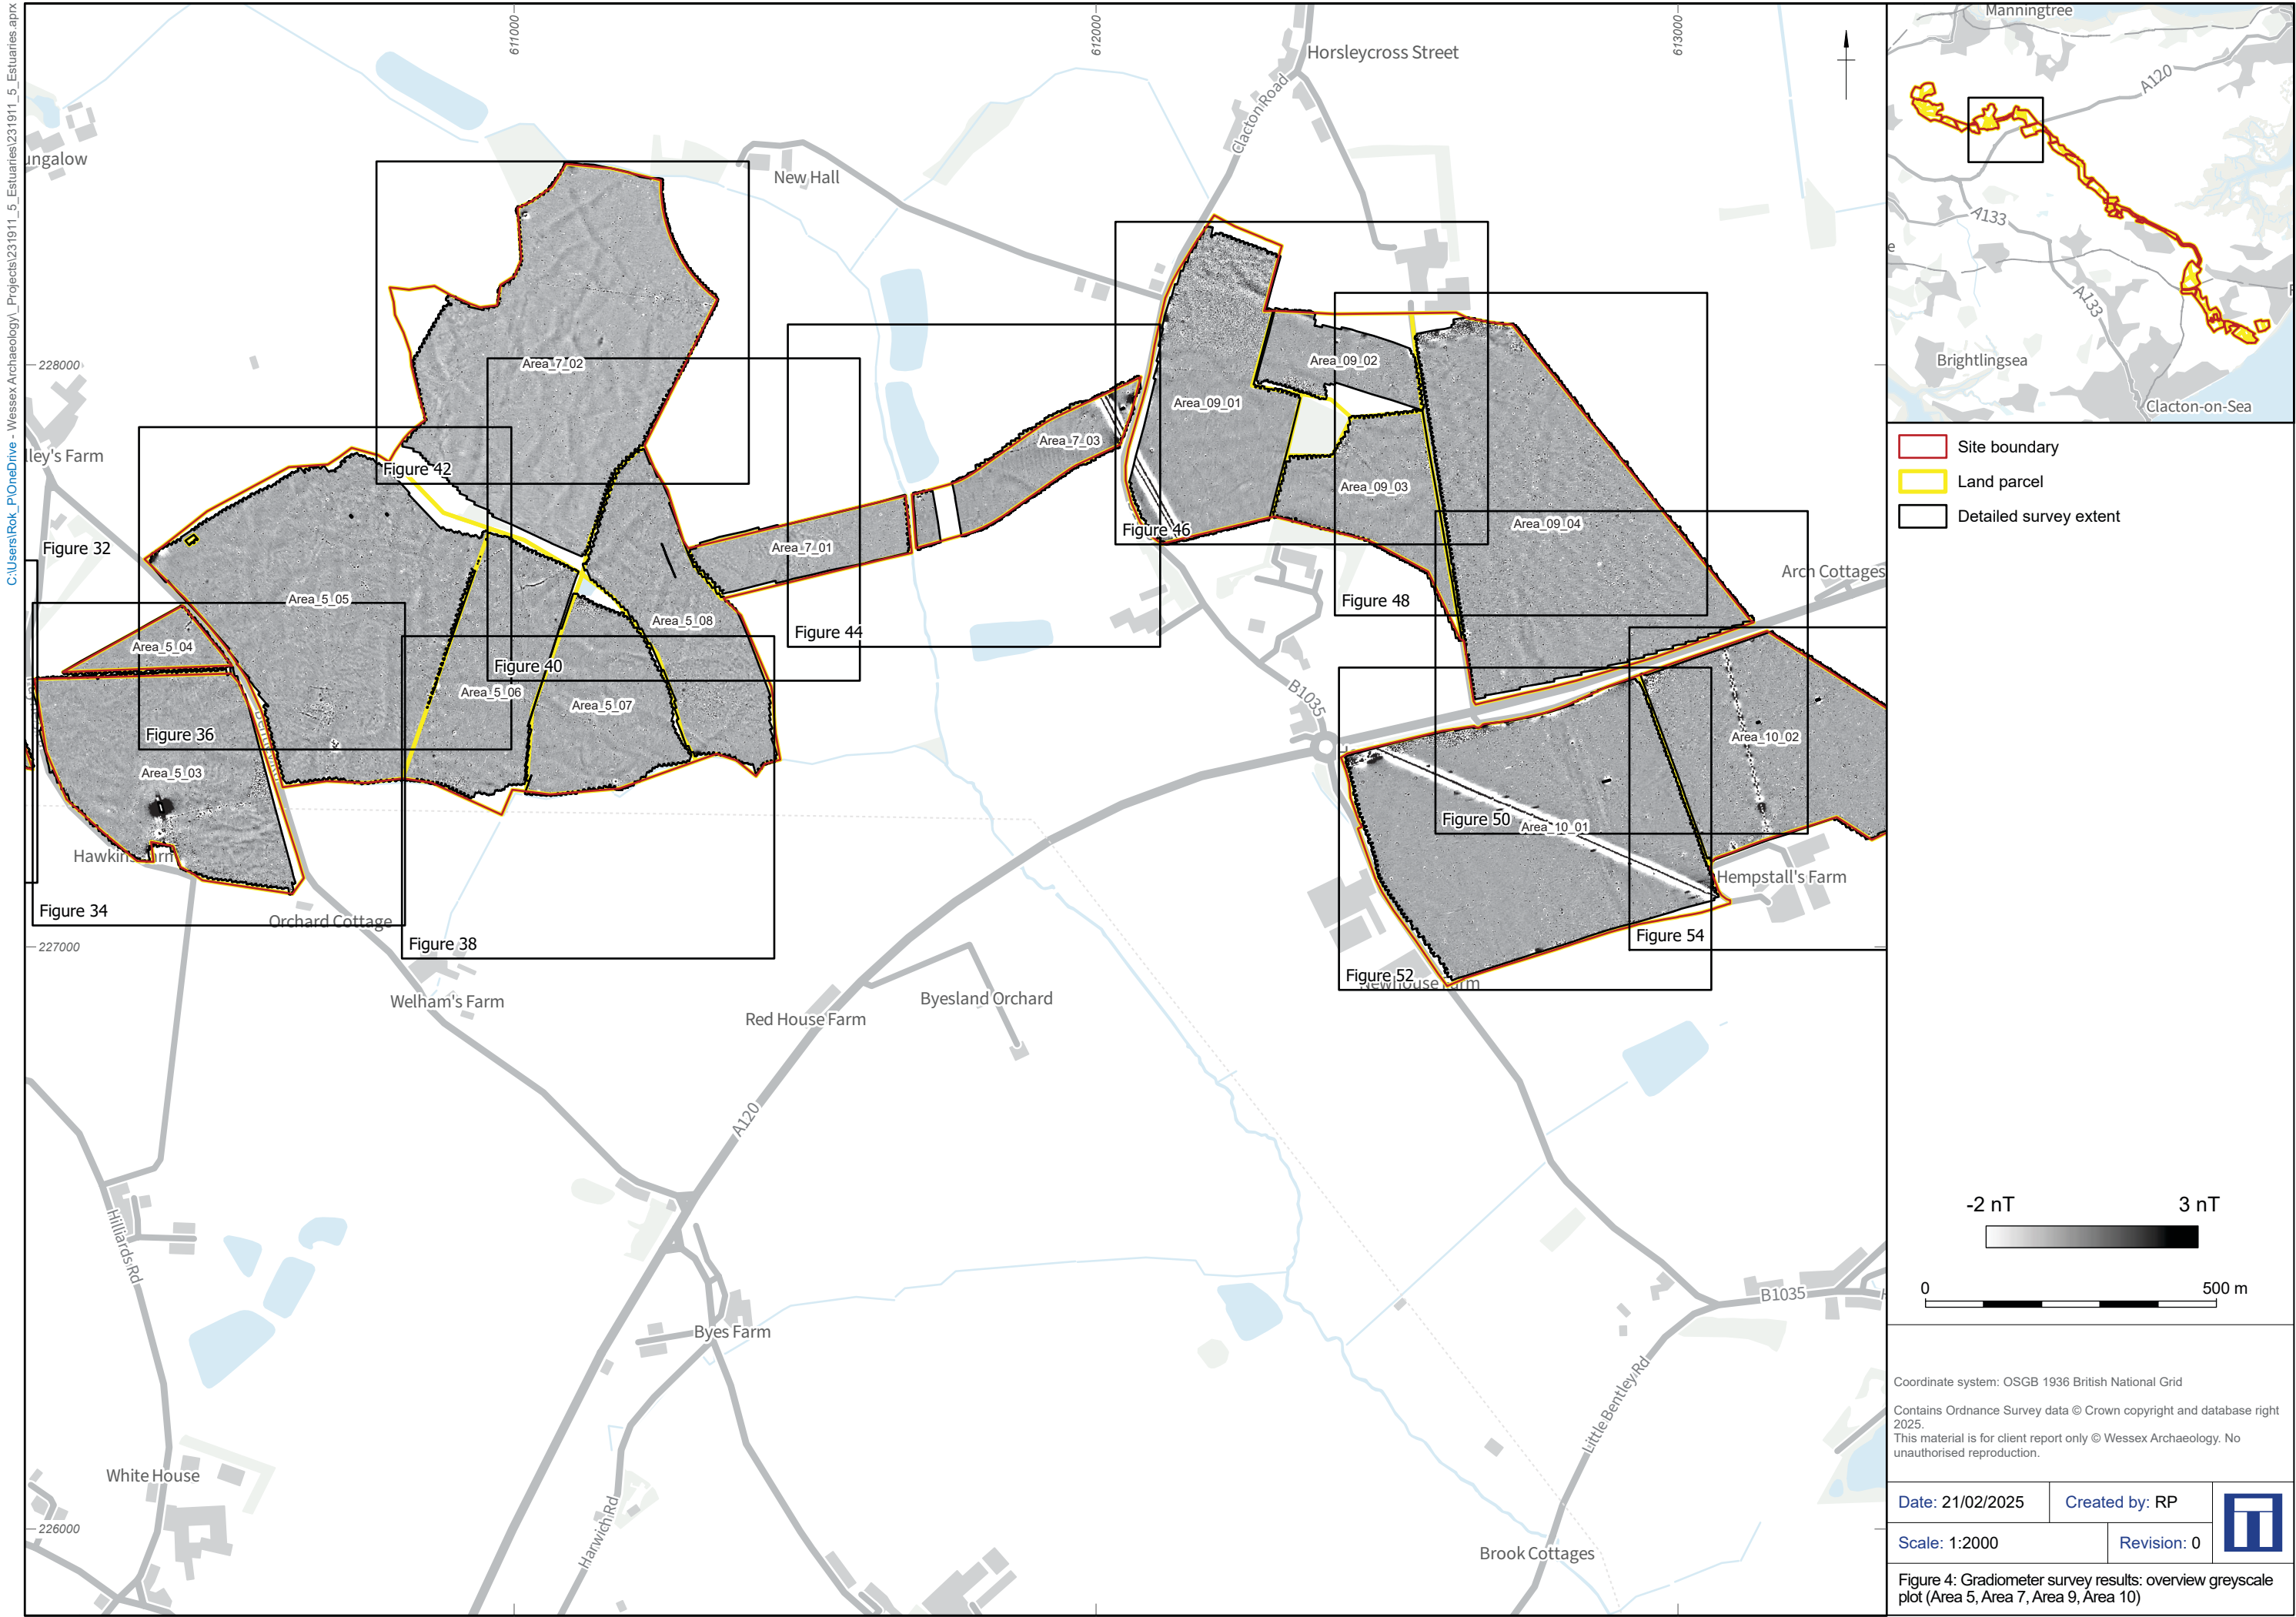 C:\Users\Rok_P\OneDrive - Wessex Archaeology\_Projects\231911_5_Estuaries\231911_5_Estuaries.aprx
611000
612000
613000
Horsleycross Street
Clacton Road
ungalow
New Hall
228000
Area_7_02
Area_09_02
Area_09_01
Area_7_03
lley's Farm
Figure 42
Area_09_03
Area_09_04
Figure 46
Figure 32
Area_7_01
Arch Cottages
Area_5_05
Figure 48
Area_5_08
Figure 44
Area_5_04
Figure 40
Area_5_06
B1035
Area_5_07
Figure 36
Area_10_02
Area_5_03
Figure 50
Area_10_01
Hawkins Farm
Hempstall's Farm
Figure 34
Orchard Cottage
Figure 38
Figure 54
227000
Figure 52
Newhouse Farm
Welham's Farm
Byesland Orchard
Red House Farm
A120
Hilliards Rd
B1035
Byes Farm
Little Bentley Rd
White House
Harwich Rd
226000
Brook Cottages
Manningtree
A120
A133
e
A133
Brightlingsea
Clacton-on-Sea
Site boundary
Land parcel
Detailed survey extent
-2 nT 3 nT
0 500 m
Coordinate system: OSGB 1936 British National Grid
Contains Ordnance Survey data © Crown copyright and database right
2025.
This material is for client report only © Wessex Archaeology. No
unauthorised reproduction.
Date: 21/02/2025 Created by: RP
Scale: 1:2000 Revision: 0
Figure 4: Gradiometer survey results: overview greyscale
plot (Area 5, Area 7, Area 9, Area 10)